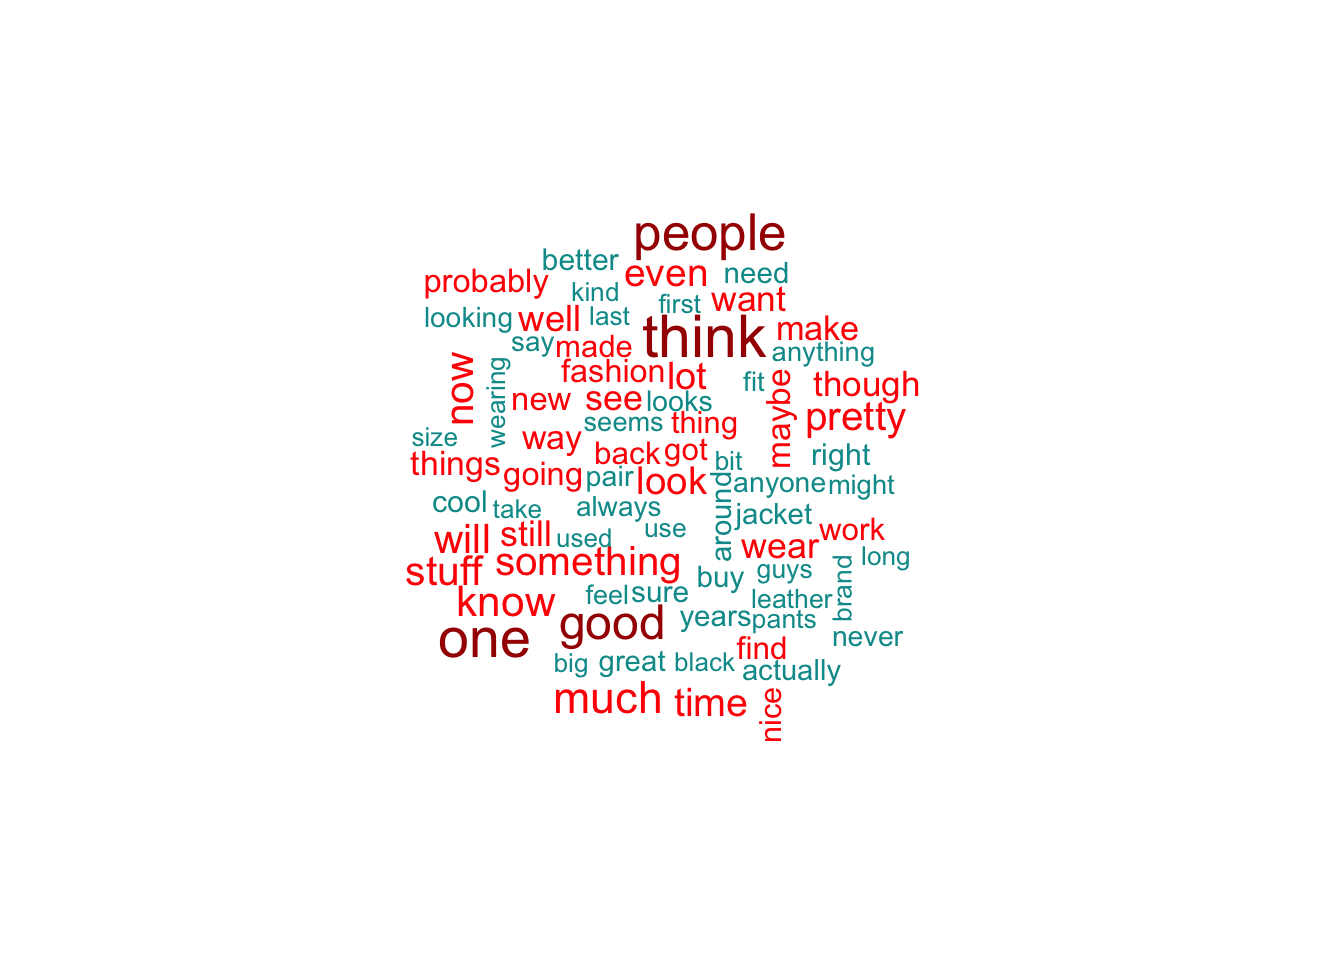 people
better
even
need
probably
kind
first
want
looking
well
last
think
make
say
made
anything
now
wearing
fashion
lot
fit
maybe
though
new
see
looks
pretty
size
way
seems
thing
things
going
back
got
bit
right
pair
look
around
anyone
might
cool
take
always
jacket
will
still
used
use
wear
work
stuff
something
buy
guys
brand
long
know
feel
sure
leather
one
good
years
pants
never
big
great
black
find
actually
much
time
nice